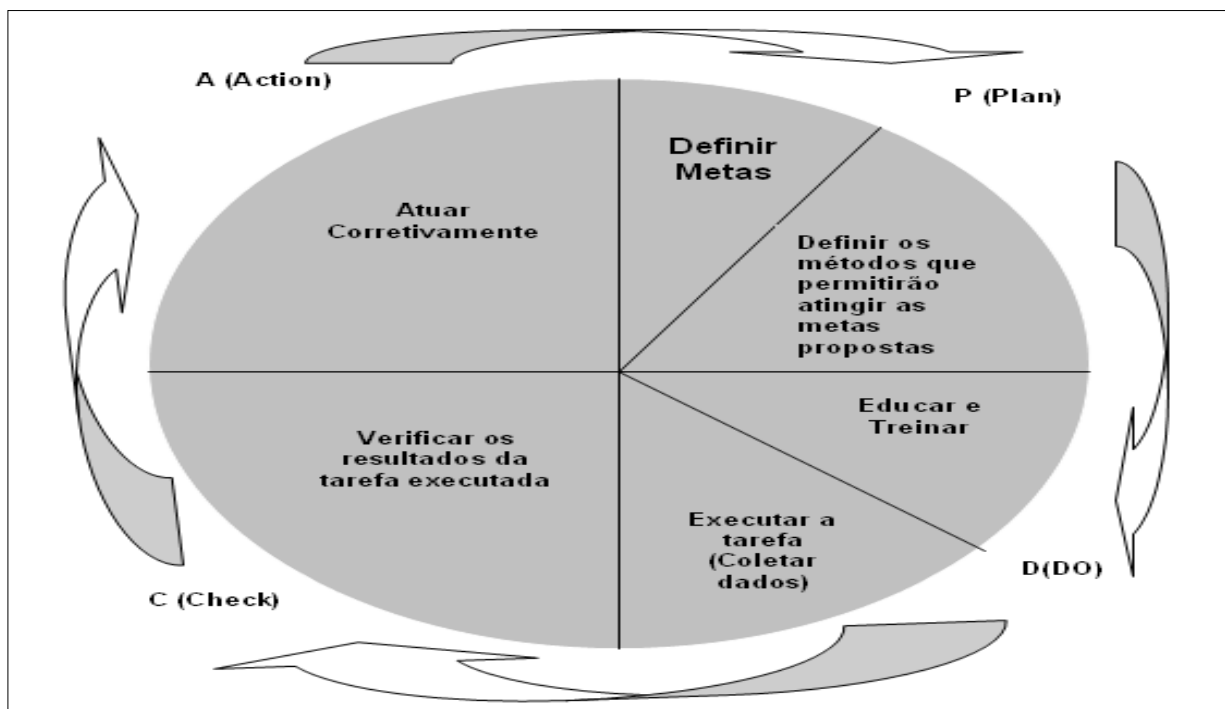 A (Action)
P (Plan)
Definir
Metas
Atuar
Corretivamente
Definir os
métodos que
permitirão
atingir as
metas
propostas
Educar e
Treinar
Verificar os
resultados da
tarefa executada
Executar a
tarefa
(Coletar
dados)
D(DO)
C (Check)